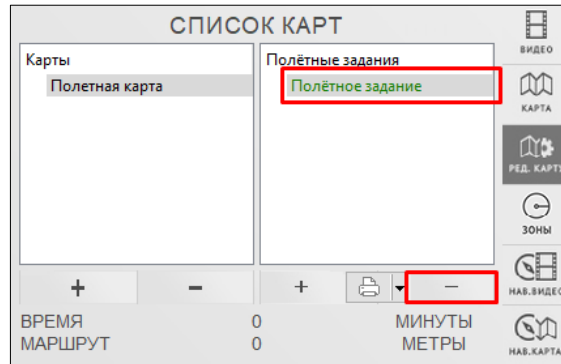 СПИСОК КАРТ
Карты
Полетная карта
Полётные задания
Полётное задание
+ − + −
ВРЕМЯ 0 МИНУТЫ
МАРШРУТ 0 МЕТРЫ
ВИДЕО
КАРТА
РЕД. КАРТЫ
ЗОНЫ
НАВ.ВИДЕО
НАВ.КАРТА